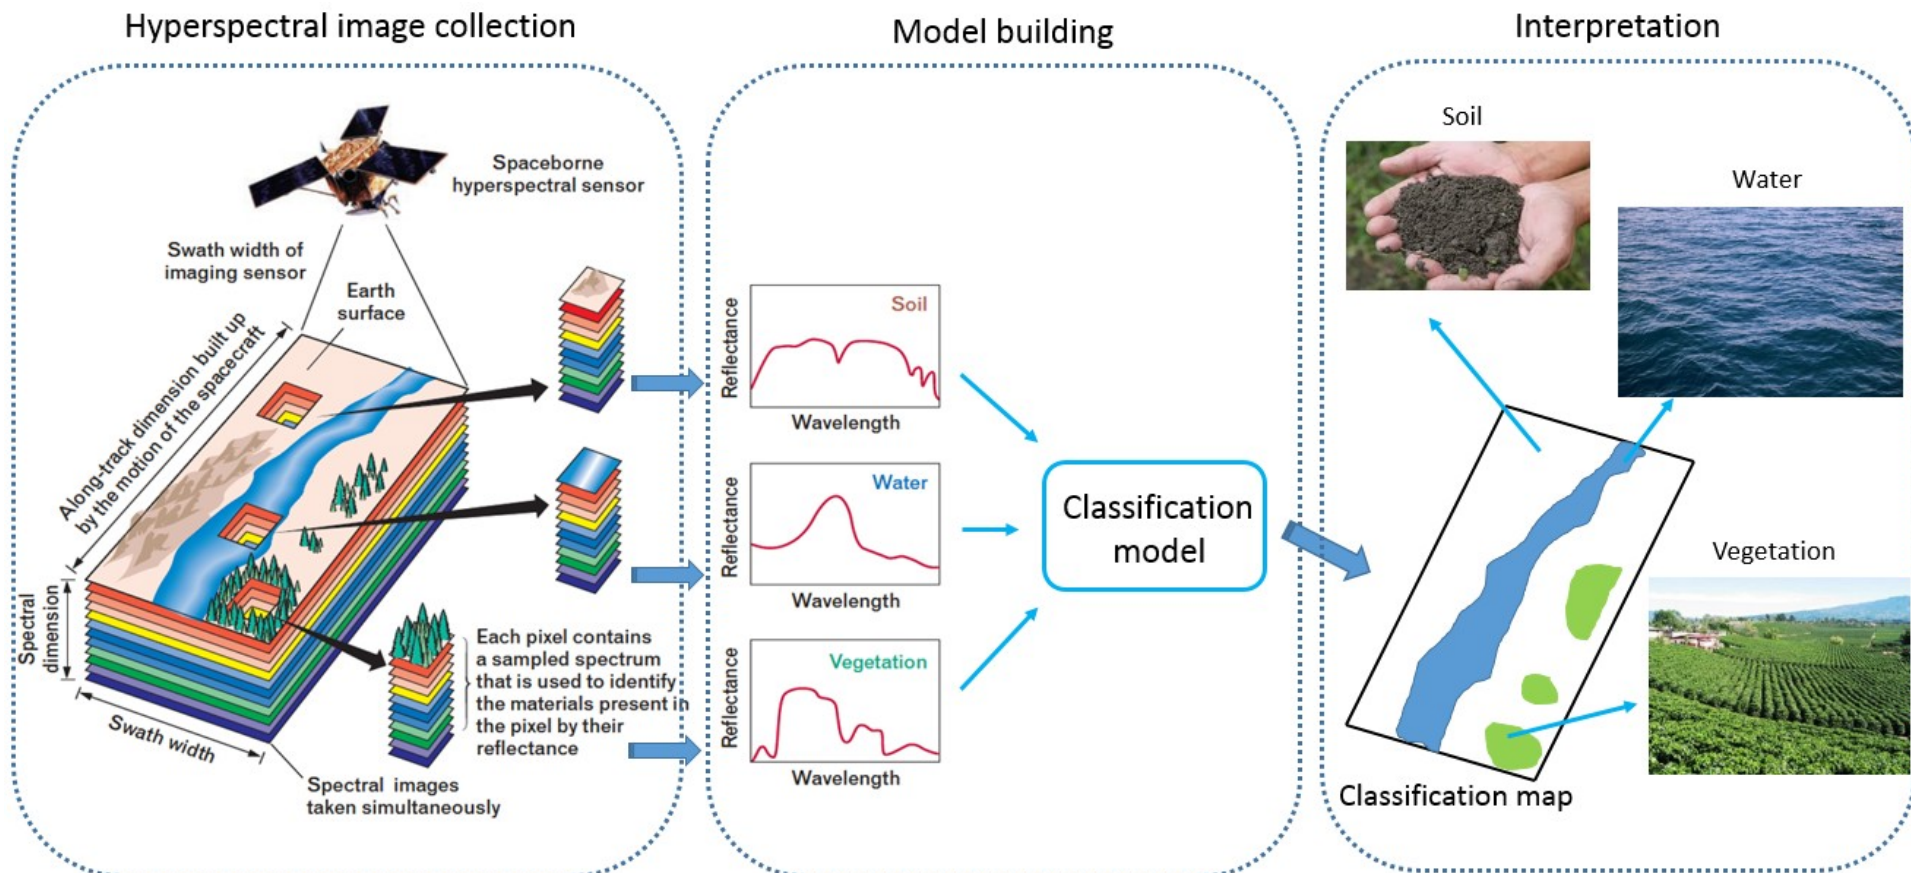 Hyperspectral image collection
Spaceborne
hyperspectral sensor
Swath width of
imaging sensor
Earth
surface
Along-track dimension built up
by the motion of the spacecraft
Spectral
dimension
Swath width
Each pixel contains
a sampled spectrum
that is used to identify
the materials present in
the pixel by their
reflectance
Spectral images
taken simultaneously
Model building
Reflectance
Soil
Wavelength
Reflectance
Water
Wavelength
Reflectance
Vegetation
Wavelength
Classification
model
Interpretation
Soil
Water
Vegetation
Classification map